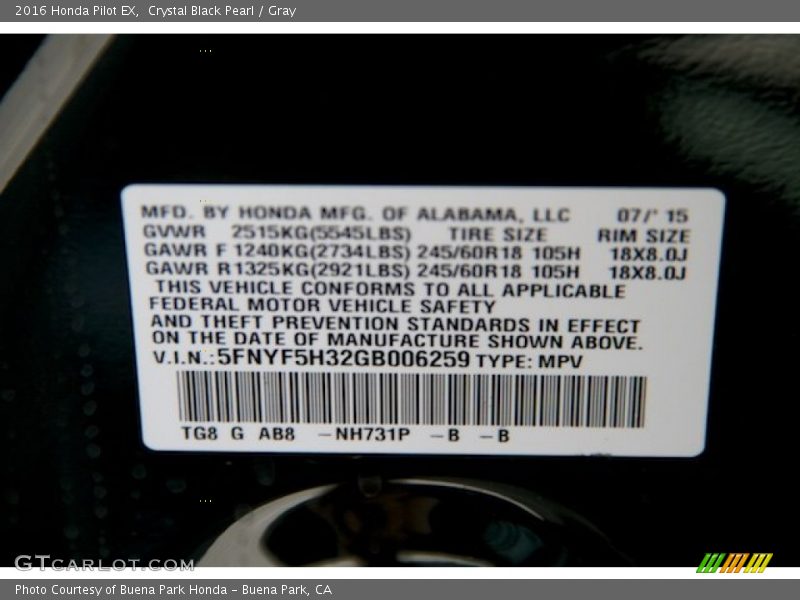 2016 Honda Pilot EX,  Crystal Black Pearl / Gray
MFD. BY HONDA MFG. OF ALABAMA, LLC 07/' 15
GVWR 2515KG(5545LBS) TIRE SIZE RIM SIZE
GAWR F 1240KG(2734LBS) 245/60R18 105H 18X8.0J
GAWR R1325KG(2921LBS) 245/60R18 105H 18X8.0J
THIS VEHICLE CONFORMS TO ALL APPLICABLE
FEDERAL MOTOR VEHICLE SAFETY
AND THEFT PREVENTION STANDARDS IN EFFECT
ON THE DATE OF MANUFACTURE SHOWN ABOVE.
V.I.N.:5FNYF5H32GB006259 TYPE: MPV
TG8 G AB8 -NH731P -B -B
GTCARLOT.COM
Photo Courtesy of Buena Park Honda - Buena Park, CA